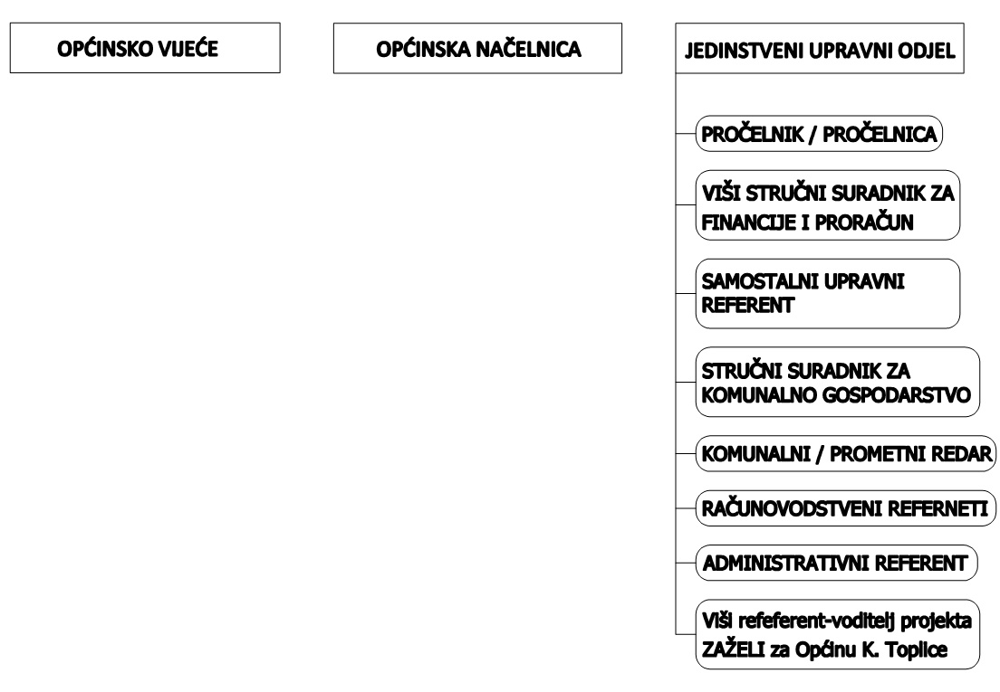 OPĆINSKO VIJEĆE
OPĆINSKA NAČELNICA
JEDINSTVENI UPRAVNI ODJEL
PROČELNIK / PROČELNICA
VIŠI STRUČNI SURADNIK ZA
FINANCIJE I PRORAČUN
SAMOSTALNI UPRAVNI
REFERENT
STRUČNI SURADNIK ZA
KOMUNALNO GOSPODARSTVO
KOMUNALNI / PROMETNI REDAR
RAČUNOVODSTVENI REFERNETI
ADMINISTRATIVNI REFERENT
Viši refeferent-voditelj projekta
ZAŽELI za Općinu K. Toplice